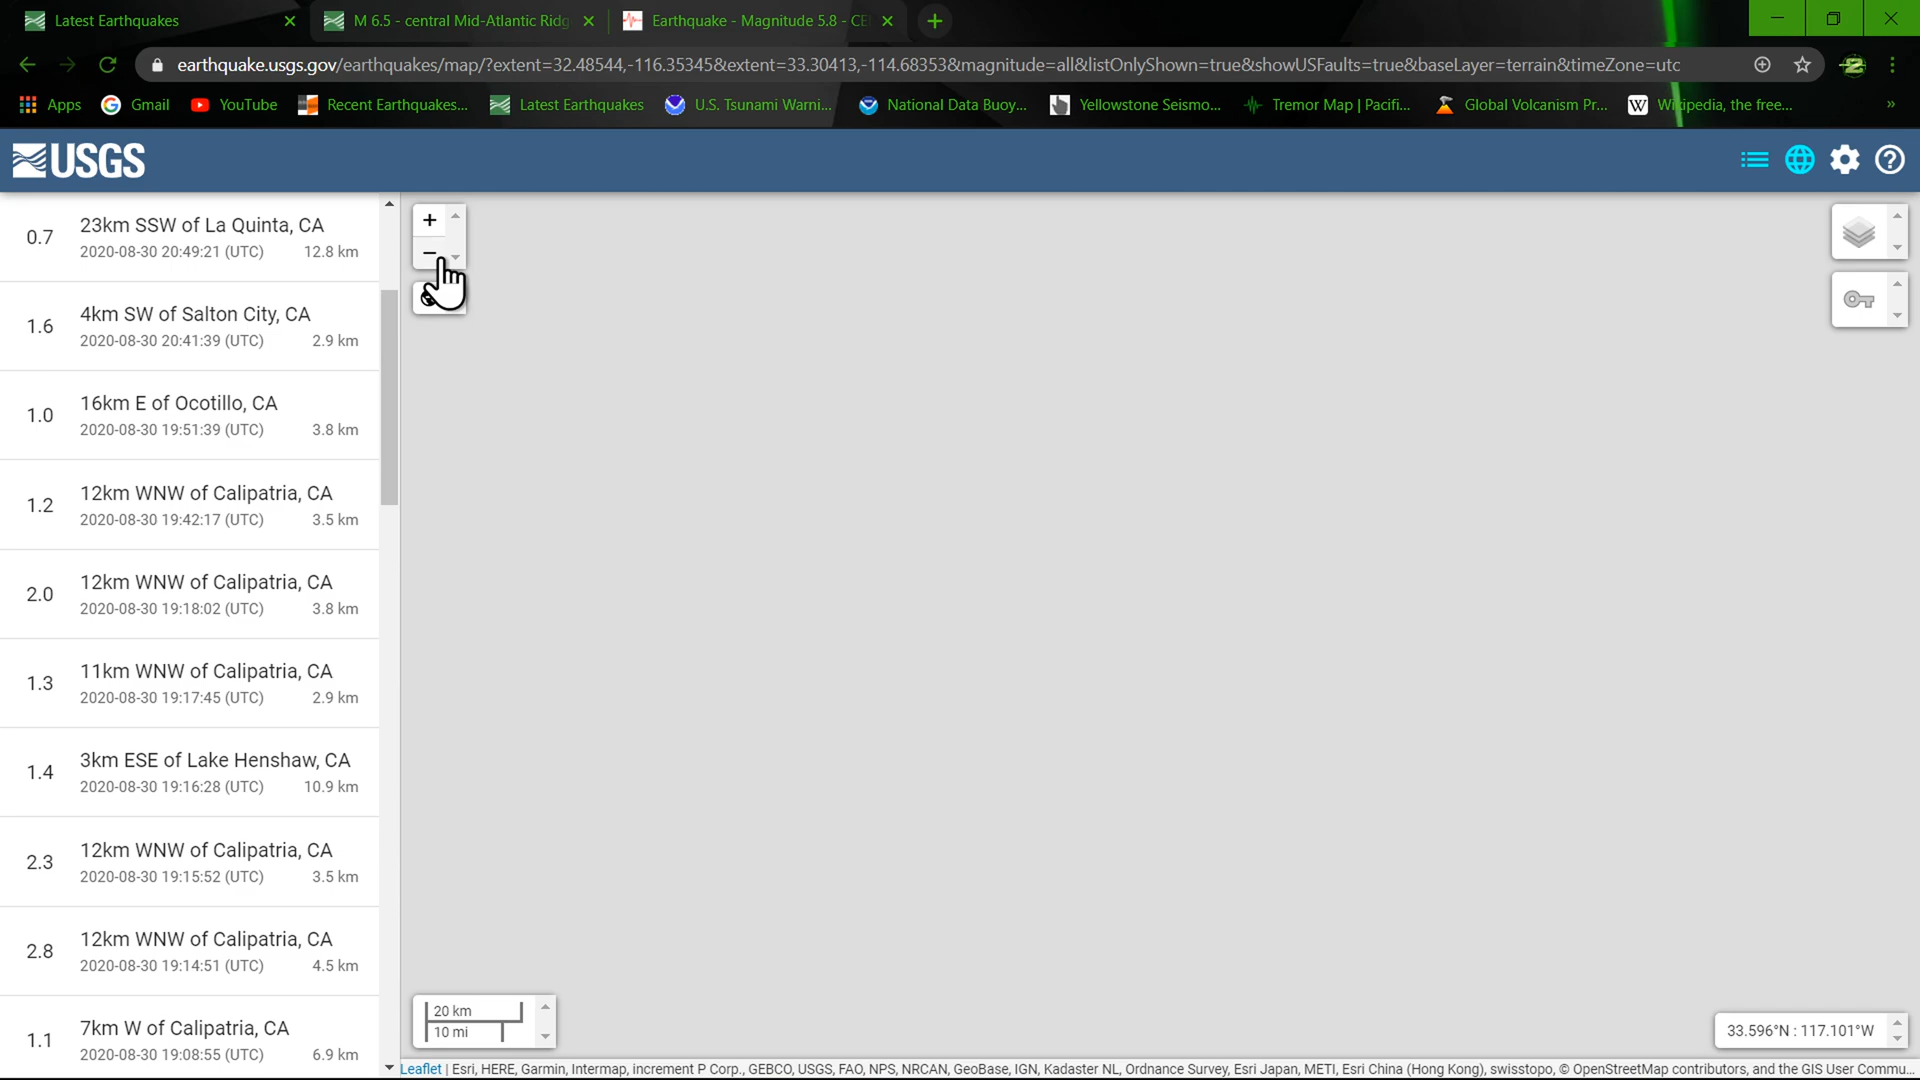 Latest Earthquakes
M 6.5 - central Mid-Atlantic Ridg
Earthquake - Magnitude 5.8 - CE
earthquake.usgs.gov/earthquakes/map/?extent=32.48544,-116.35345&extent=33.30413,-114.68353&magnitude=all&listOnlyShown=true&showUSFaults=true&baseLayer=terrain&timeZone=utc
Apps
Gmail
YouTube
Recent Earthquakes...
Latest Earthquakes
U.S. Tsunami Warni...
National Data Buoy...
Yellowstone Seismo...
Tremor Map | Pacifi...
Global Volcanism Pr...
W
Wikipedia, the free...
»
USGS
0.7
23km SSW of La Quinta, CA
2020-08-30 20:49:21 (UTC) 12.8 km
1.6
4km SW of Salton City, CA
2020-08-30 20:41:39 (UTC) 2.9 km
1.0
16km E of Ocotillo, CA
2020-08-30 19:51:39 (UTC) 3.8 km
1.2
12km WNW of Calipatria, CA
2020-08-30 19:42:17 (UTC) 3.5 km
2.0
12km WNW of Calipatria, CA
2020-08-30 19:18:02 (UTC) 3.8 km
1.3
11km WNW of Calipatria, CA
2020-08-30 19:17:45 (UTC) 2.9 km
1.4
3km ESE of Lake Henshaw, CA
2020-08-30 19:16:28 (UTC) 10.9 km
2.3
12km WNW of Calipatria, CA
2020-08-30 19:15:52 (UTC) 3.5 km
2.8
12km WNW of Calipatria, CA
2020-08-30 19:14:51 (UTC) 4.5 km
1.1
7km W of Calipatria, CA
2020-08-30 19:08:55 (UTC) 6.9 km
+
−
20 km
10 mi
33.596°N : 117.101°W
Leaflet | Esri, HERE, Garmin, Intermap, increment P Corp., GEBCO, USGS, FAO, NPS, NRCAN, GeoBase, IGN, Kadaster NL, Ordnance Survey, Esri Japan, METI, Esri China (Hong Kong), swisstopo, © OpenStreetMap contributors, and the GIS User Commu...